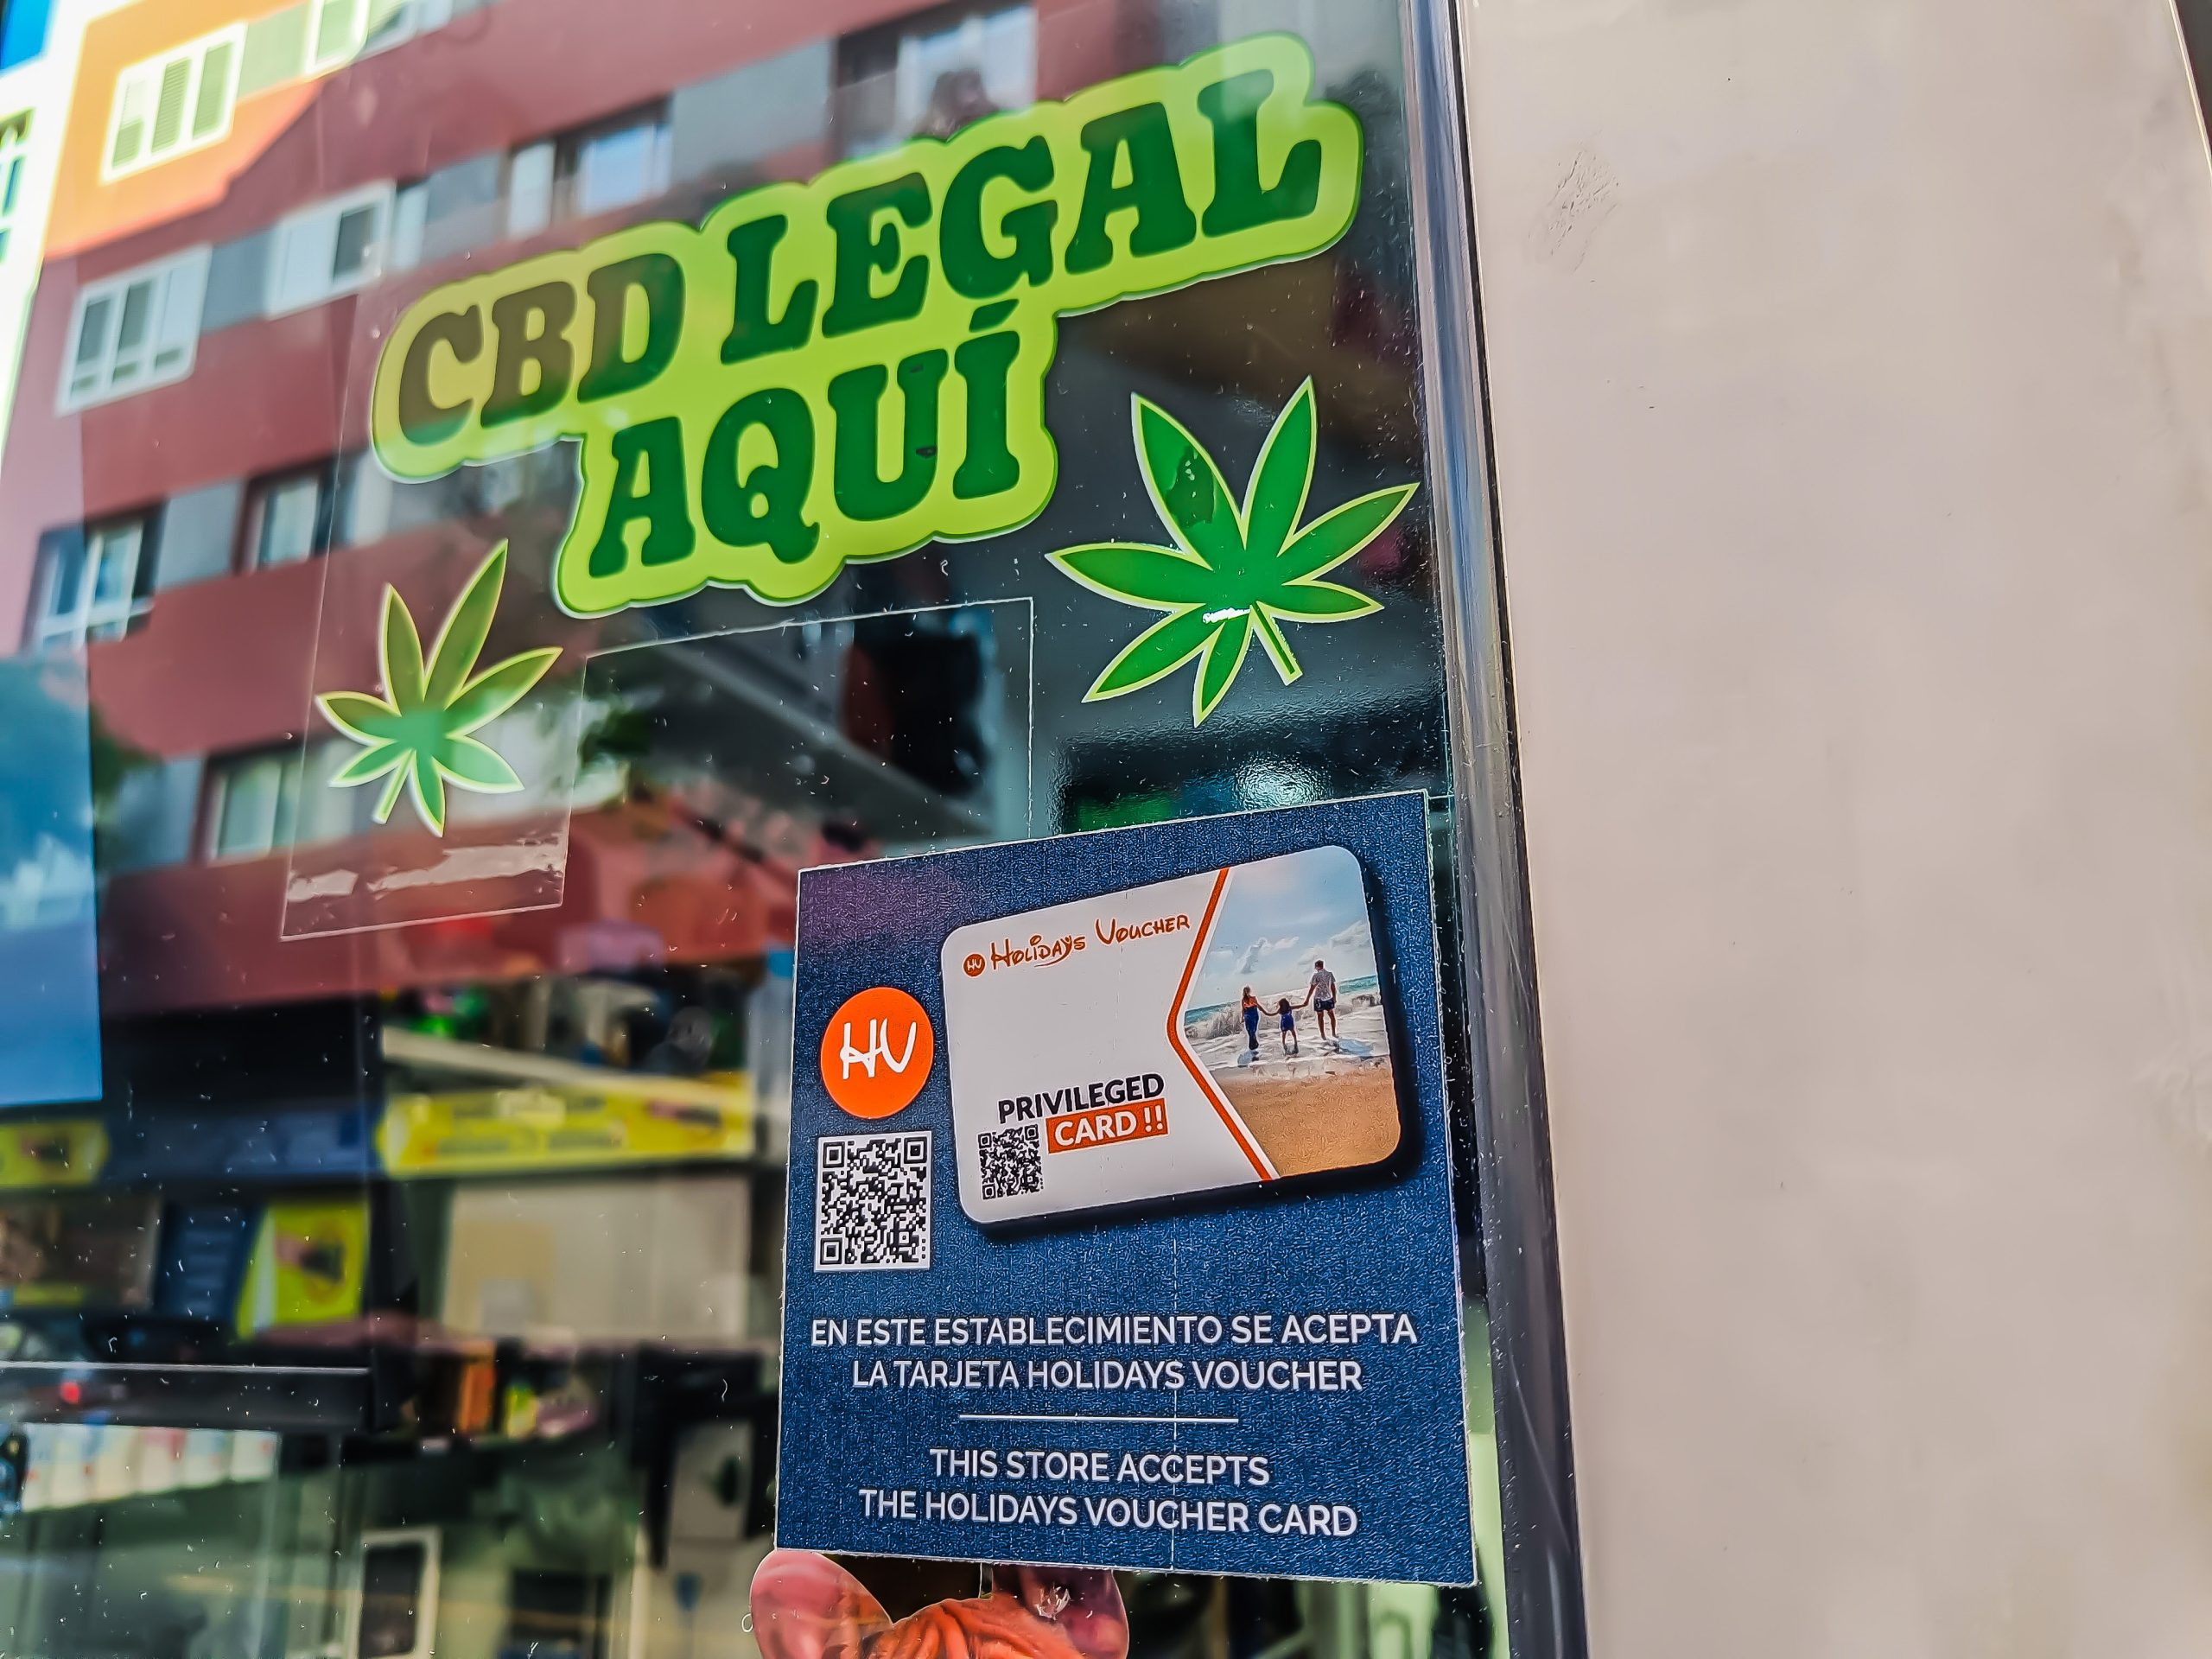 CBD LEGAL
AQUÍ
HV HOLIDAYS VOUCHER
HV
PRIVILEGED
CARD !!
EN ESTE ESTABLECIMIENTO SE ACEPTA
LA TARJETA HOLIDAYS VOUCHER
THIS STORE ACCEPTS
THE HOLIDAYS VOUCHER CARD